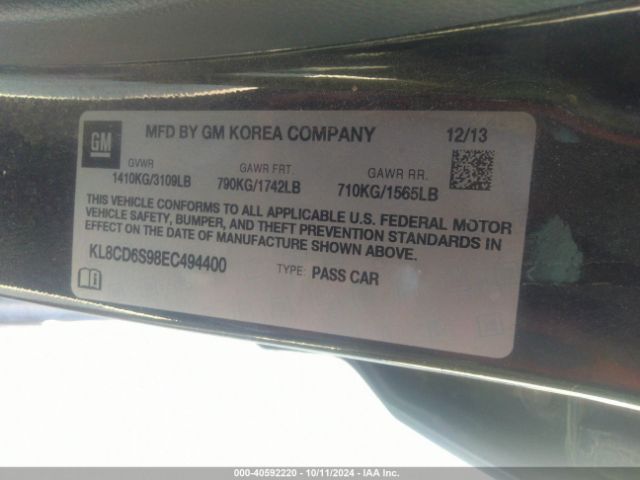 GM
MFD BY GM KOREA COMPANY
12/13
GVWR
GAWR FRT.
GAWR RR.
1410KG/3109LB
790KG/1742LB
710KG/1565LB
THIS VEHICLE CONFORMS TO ALL APPLICABLE U.S. FEDERAL MOTOR
VEHICLE SAFETY, BUMPER, AND THEFT PREVENTION STANDARDS IN
EFFECT ON THE DATE OF MANUFACTURE SHOWN ABOVE.
KL8CD6S98EC494400
TYPE: PASS CAR
000-40592220 - 10/11/2024 - IAAI